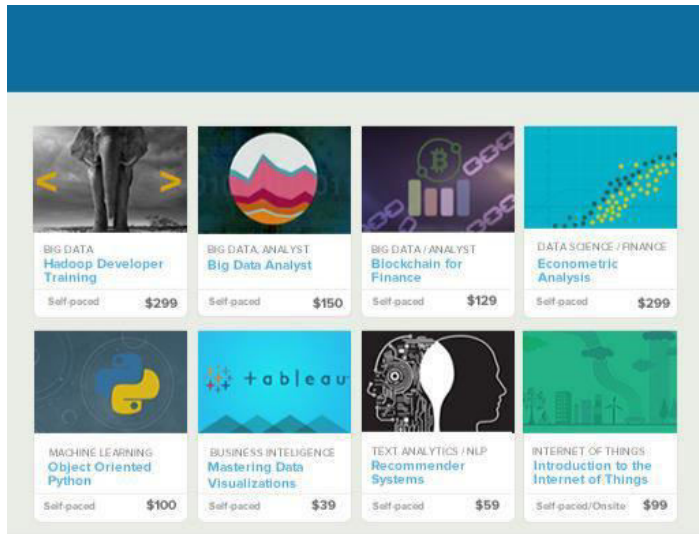 BIG DATA
Hadoop Developer
Training
Self-paced $299
BIG DATA, ANALYST
Big Data Analyst
Self-paced $150
BIG DATA / ANALYST
Blockchain for
Finance
Self-paced $129
DATA SCIENCE / FINANCE
Econometric
Analysis
Self-paced $299
MACHINE LEARNING
Object Oriented
Python
Self-paced $100
+ableau
BUSINESS INTELIGENCE
Mastering Data
Visualizations
Self-paced $39
TEXT ANALYTICS / NLP
Recommender
Systems
Self-paced $59
INTERNET OF THINGS
Introduction to the
Internet of Things
Self-paced/Onsite $99